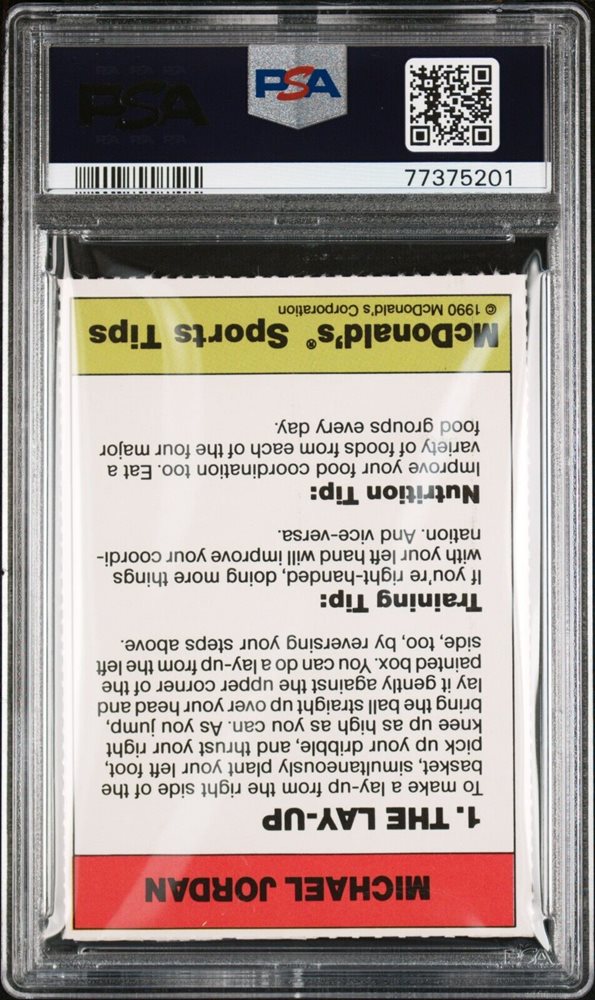 PSA
PSA
77375201
MICHAEL JORDAN
1. THE LAY-UP
To make a lay-up from the right side of the
basket, simultaneously plant your left foot,
pick up your dribble, and thrust your right
knee up as high as you can. As you jump,
bring the ball straight up over your head and
lay it gently against the upper corner of the
painted box. You can do a lay-up from the left
side, too, by reversing your steps above.
Training Tip:
If you're right-handed, doing more things
with your left hand will improve your coordi-
nation. And vice-versa.
Nutrition Tip:
Improve your food coordination too. Eat a
variety of foods from each of the four major
food groups every day.
McDonald's® Sports Tips
© 1990 McDonald's Corporation
PSA